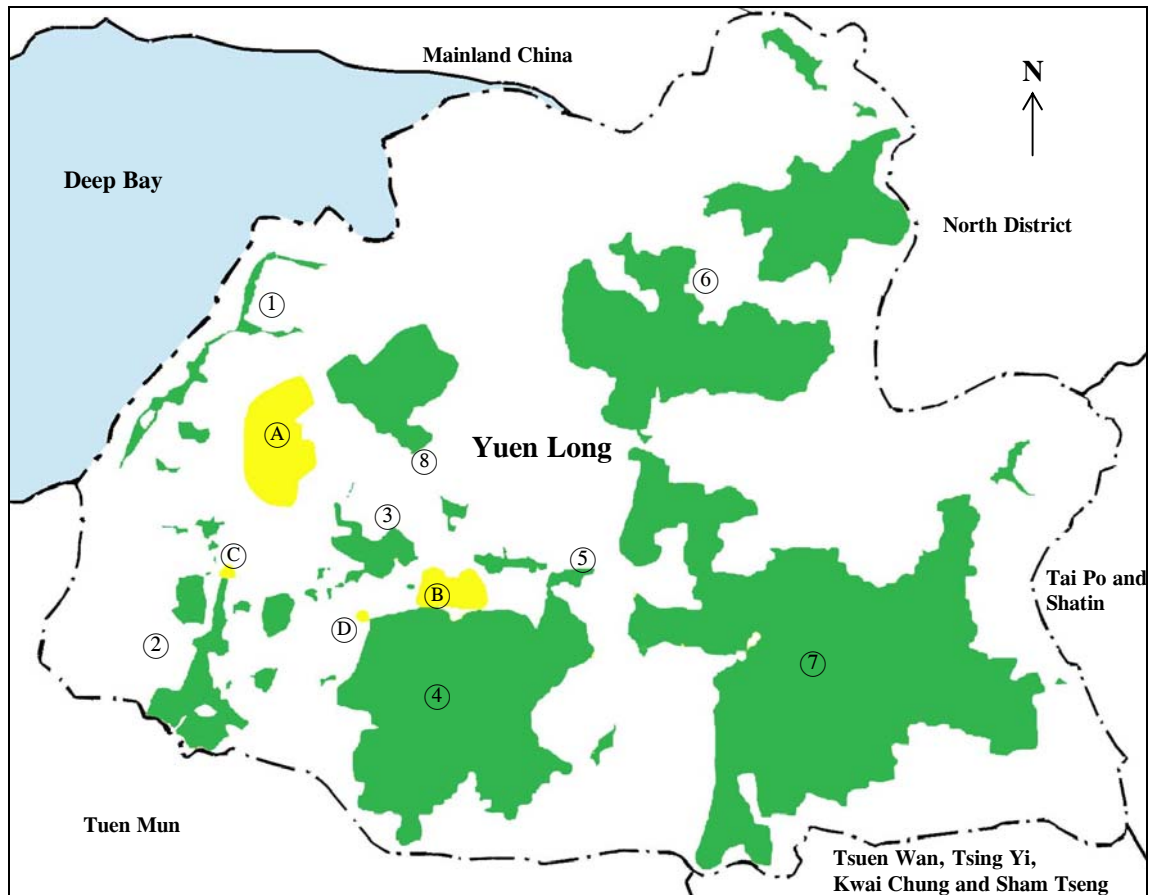 Mainland China
N
Deep Bay
North District
6
1
A
Yuen Long
8
3
C
5
B
Tai Po and
Shatin
D
2
7
4
Tuen Mun
Tsuen Wan, Tsing Yi,
Kwai Chung and Sham Tseng